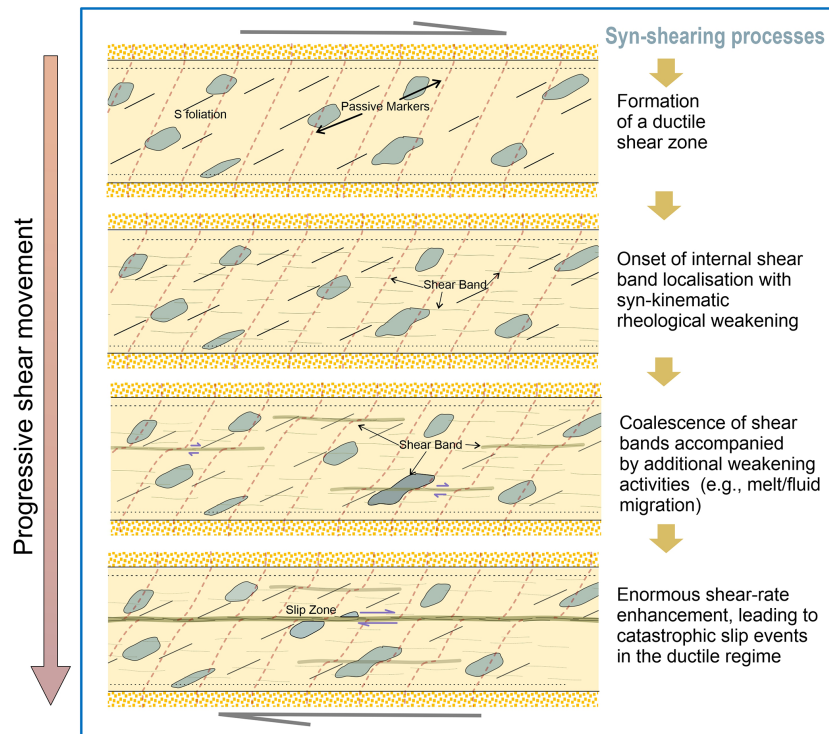 Syn-shearing processes
Progressive shear movement
S foliation
Passive Markers
Formation
of a ductile
shear zone
Shear Band
Onset of internal shear
band localisation with
syn-kinematic
rheological weakening
Shear Band
Coalescence of shear
bands accompanied
by additional weakening
activities (e.g., melt/fluid
migration)
Slip Zone
Enormous shear-rate
enhancement, leading to
catastrophic slip events
in the ductile regime